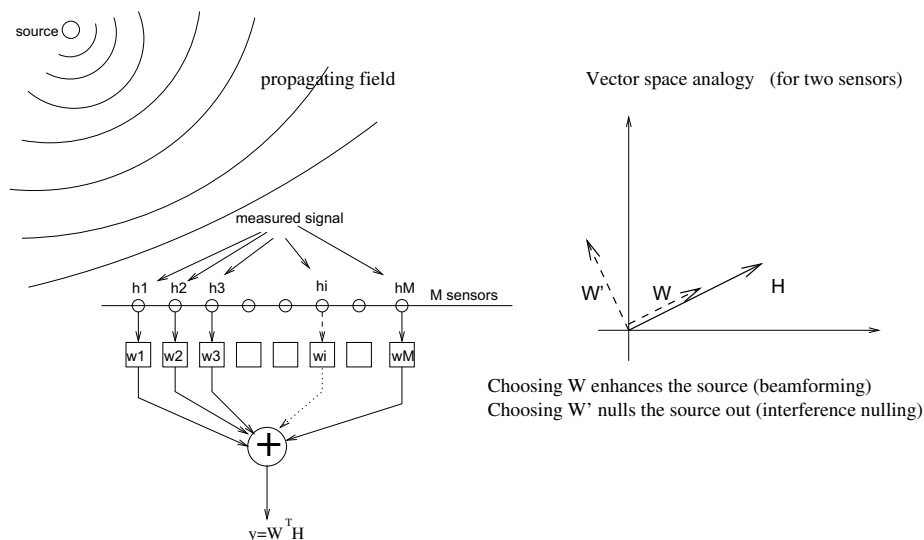 source
propagating field
measured signal
h1 h2 h3 hi hM
M sensors
w1 w2 w3 wi wM
+
y=W^T H
Vector space analogy (for two sensors)
W' W H
Choosing W enhances the source (beamforming)
Choosing W' nulls the source out (interference nulling)